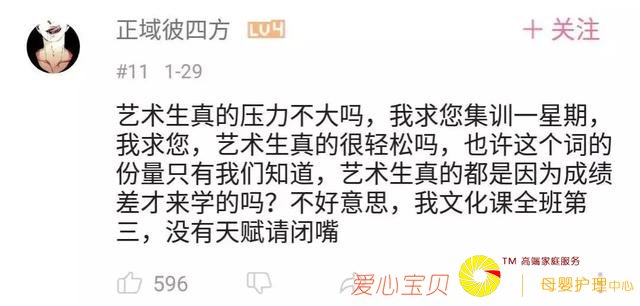 正域彼四方 LV4 + 关注
#11 1-29
艺术生真的压力不大吗，我求您集训一星期，
我求您，艺术生真的很轻松吗，也许这个词的
份量只有我们知道，艺术生真的都是因为成绩
差才来学的吗？不好意思，我文化课全班第
三，没有天赋请闭嘴
596
爱心宝贝 TM 高端家庭服务
母婴护理中心